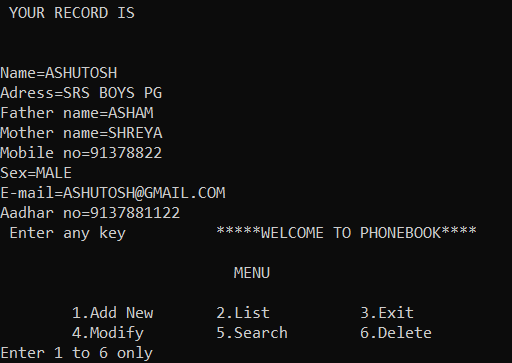 YOUR RECORD IS
Name=ASHUTOSH
Adress=SRS BOYS PG
Father name=ASHAM
Mother name=SHREYA
Mobile no=91378822
Sex=MALE
E-mail=ASHUTOSH@GMAIL.COM
Aadhar no=9137881122
Enter any key          *****WELCOME TO PHONEBOOK****
MENU
1.Add New       2.List          3.Exit
4.Modify        5.Search        6.Delete
Enter 1 to 6 only